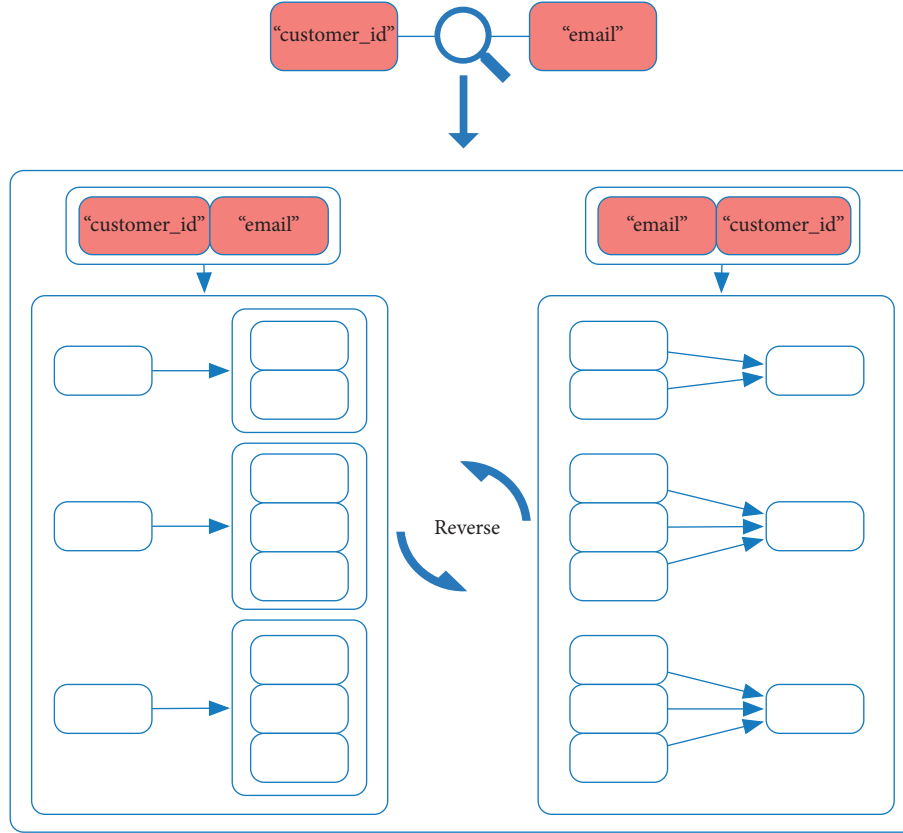 “customer_id”
“email”
“customer_id”
“email”
“email”
“customer_id”
Reverse